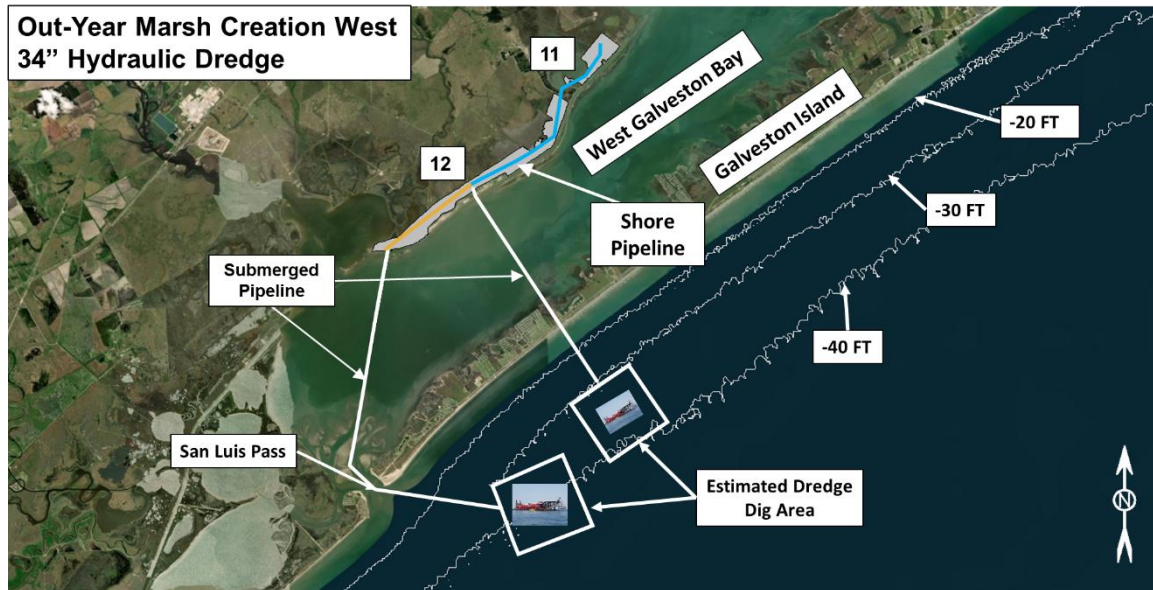 Out-Year Marsh Creation West
34” Hydraulic Dredge
11
12
West Galveston Bay
Galveston Island
-20 FT
-30 FT
-40 FT
Shore
Pipeline
Submerged
Pipeline
San Luis Pass
Estimated Dredge
Dig Area
N